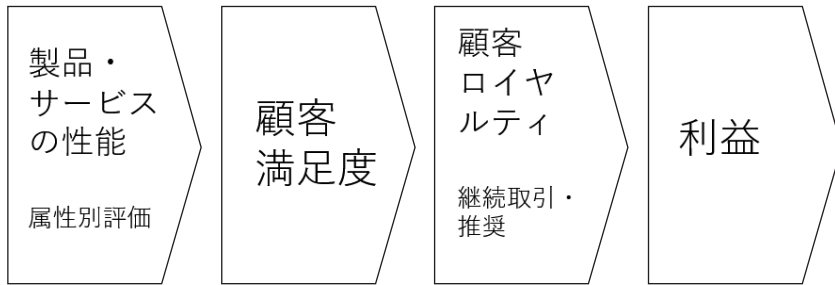 製品・
サービス
の性能
属性別評価
顧客
満足度
顧客
ロイヤ
ルティ
継続取引・
推奨
利益